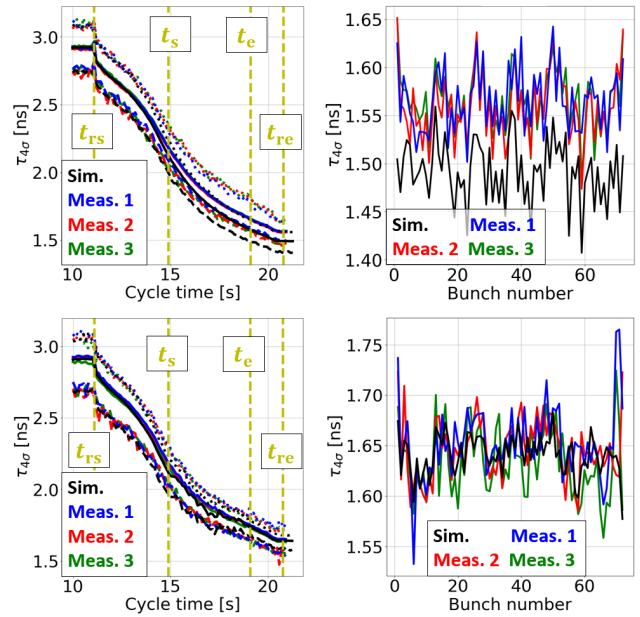 3.0
2.5
2.0
1.5
τ4σ [ns]
ts
te
trs
tre
Sim.
Meas. 1
Meas. 2
Meas. 3
10
15
20
Cycle time [s]
1.65
1.60
1.55
1.50
1.45
1.40
τ4σ [ns]
Sim. Meas. 1
Meas. 2 Meas. 3
0 20 40 60
Bunch number
3.0
2.5
2.0
1.5
τ4σ [ns]
ts
te
trs
tre
Sim.
Meas. 1
Meas. 2
Meas. 3
10
15
20
Cycle time [s]
1.75
1.70
1.65
1.60
1.55
τ4σ [ns]
Sim. Meas. 1
Meas. 2 Meas. 3
0 20 40 60
Bunch number